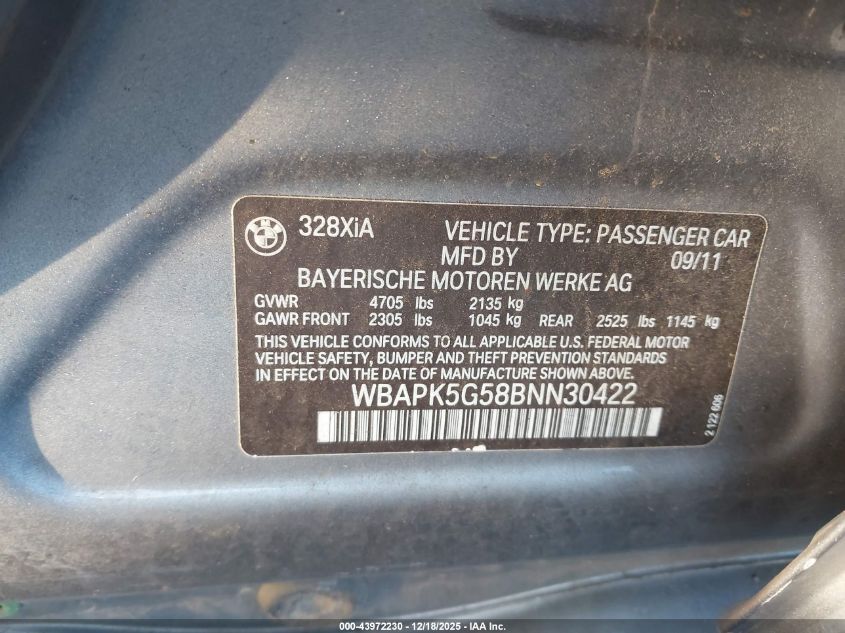 328XiA VEHICLE TYPE: PASSENGER CAR
MFD BY 09/11
BAYERISCHE MOTOREN WERKE AG
GVWR 4705 lbs 2135 kg
GAWR FRONT 2305 lbs 1045 kg REAR 2525 lbs 1145 kg
THIS VEHICLE CONFORMS TO ALL APPLICABLE U.S. FEDERAL MOTOR
VEHICLE SAFETY, BUMPER AND THEFT PREVENTION STANDARDS
IN EFFECT ON THE DATE OF MANUFACTURE SHOWN ABOVE.
WBAPK5G58BNN30422
2 122 606
000-43972230 - 12/18/2025 - IAA Inc.